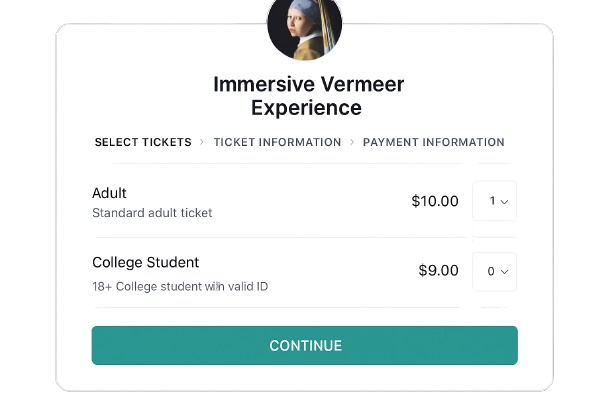 Immersive Vermeer
Experience
SELECT TICKETS › TICKET INFORMATION › PAYMENT INFORMATION
Adult $10.00 1
Standard adult ticket
College Student $9.00 0
18+ College student valid ID
CONTINUE